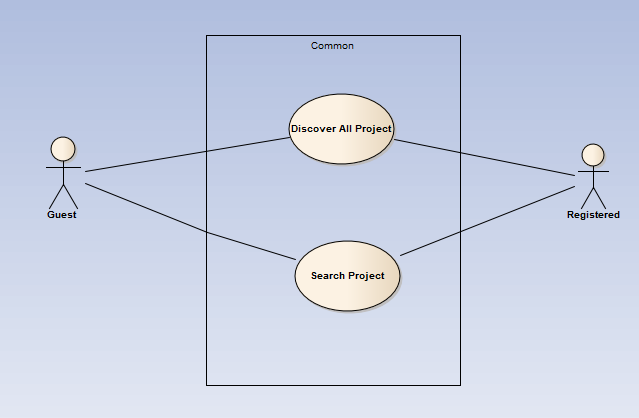 Common
Discover All Project
Guest
Registered
Search Project